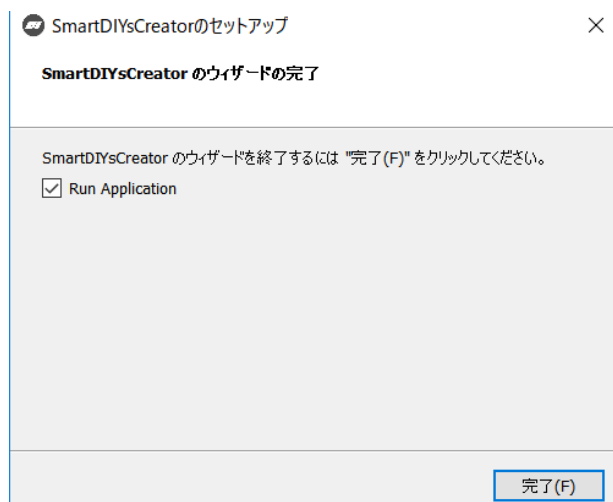 SmartDIYsCreatorのセットアップ
SmartDIYsCreator のウィザードの完了
SmartDIYsCreator のウィザードを終了するには "完了(F)" をクリックしてください。
Run Application
完了(F)